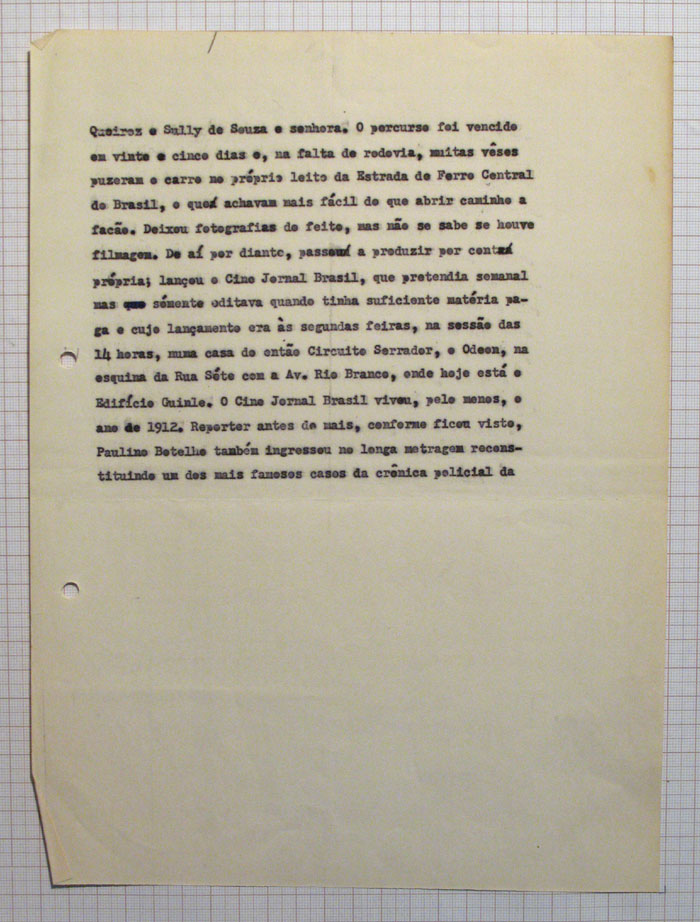 Queiroz e Sully de Souza e senhora. O percurso foi vencido
em vinte e cinco dias e, na falta de rodovia, muitas vêses
puzeram o carro no próprio leito da Estrada de Ferro Central
do Brasil, o que achavam mais fácil do que abrir caminho a
facão. Deixou fotografias do feito, mas não se sabe se houve
filmagem. De aí por diante, passou a produzir por conta
própria; lançou o Cine Jornal Brasil, que pretendia semanal
mas sòmente editava quando tinha suficiente matéria pa-
ga e cujo lançamento era às segundas feiras, na sessão das
14 horas, numa casa do então Circuito Serrador, o Odeon, na
esquina da Rua Séte com a Av. Rio Branco, onde hoje está o
Edifício Guinle. O Cine Jornal Brasil viveu, pelo menos, o
ano de 1912. Reporter antes de mais, conforme ficou visto,
Paulino Botelho também ingressou no longa metragem recons-
tituindo um dos mais famosos casos da crônica policial da